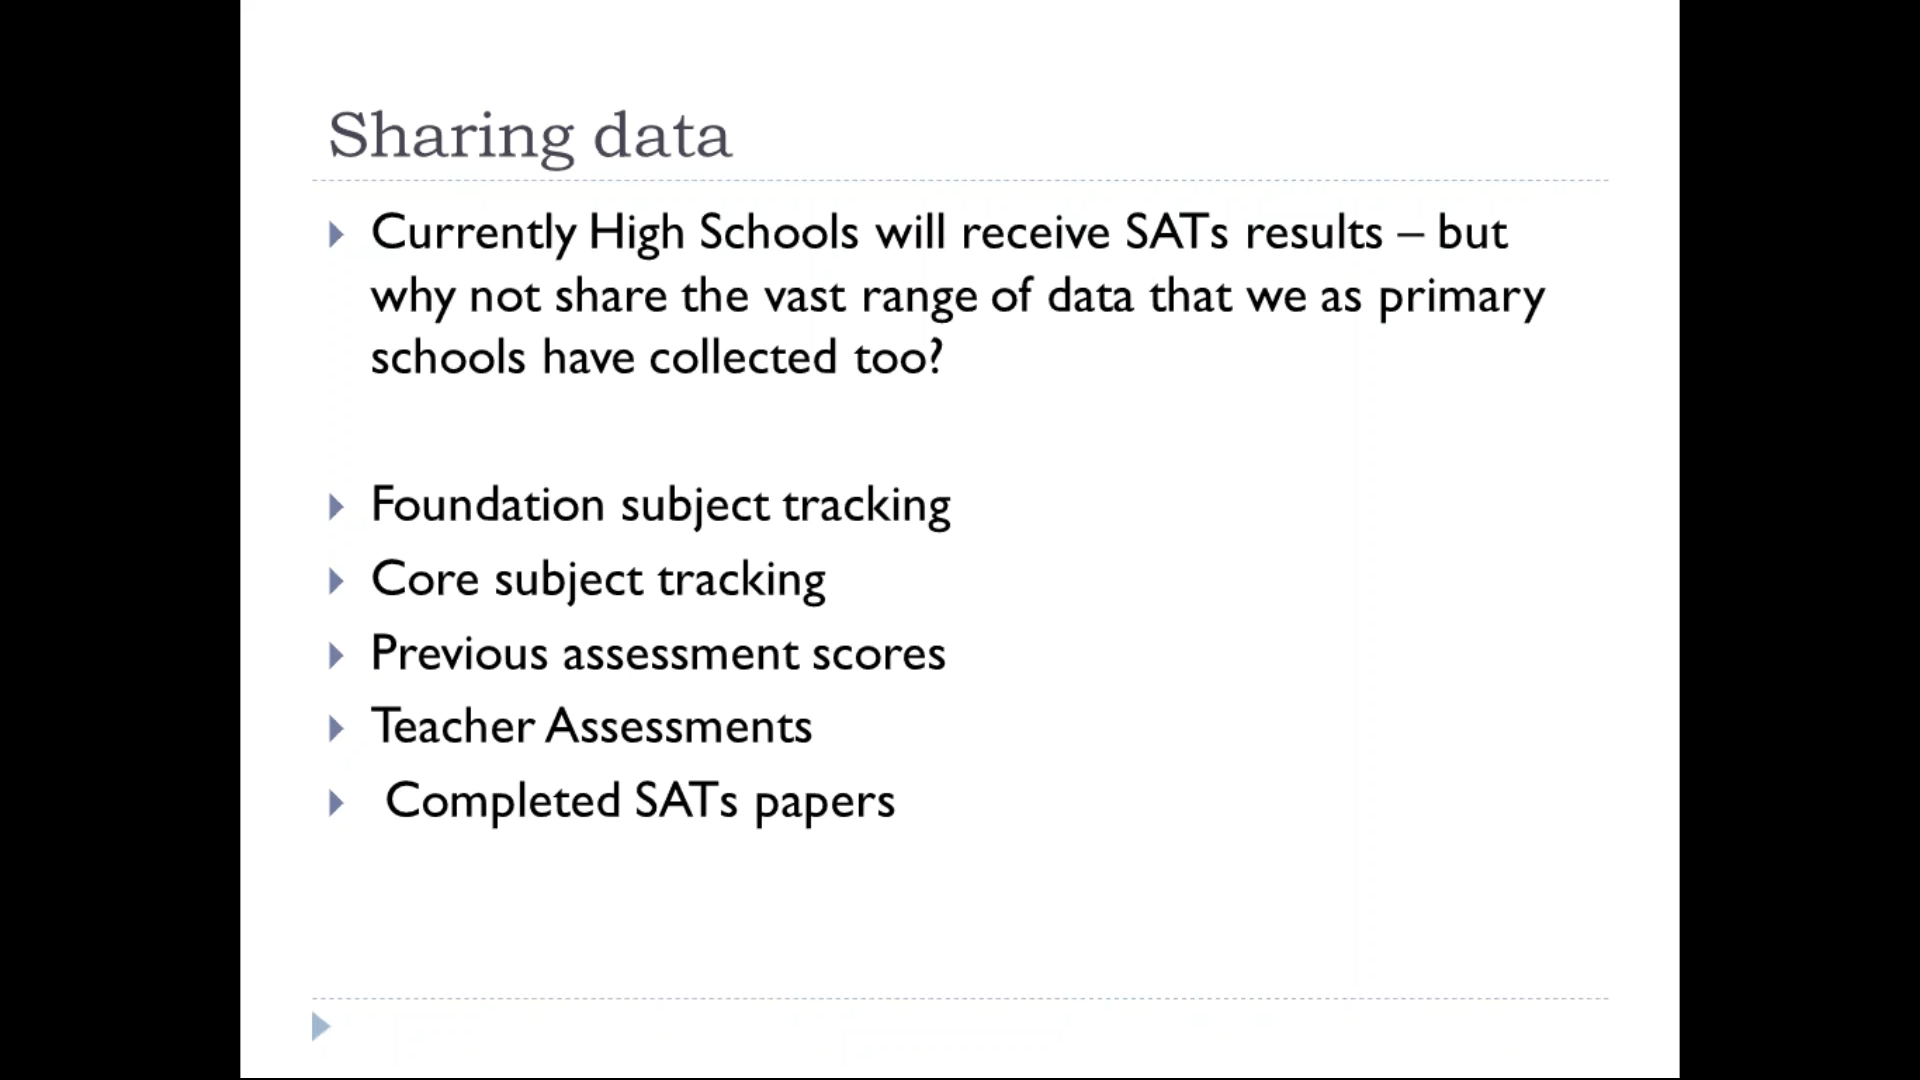 Sharing data
Currently High Schools will receive SATs results – but
why not share the vast range of data that we as primary
schools have collected too?
Foundation subject tracking
Core subject tracking
Previous assessment scores
Teacher Assessments
Completed SATs papers